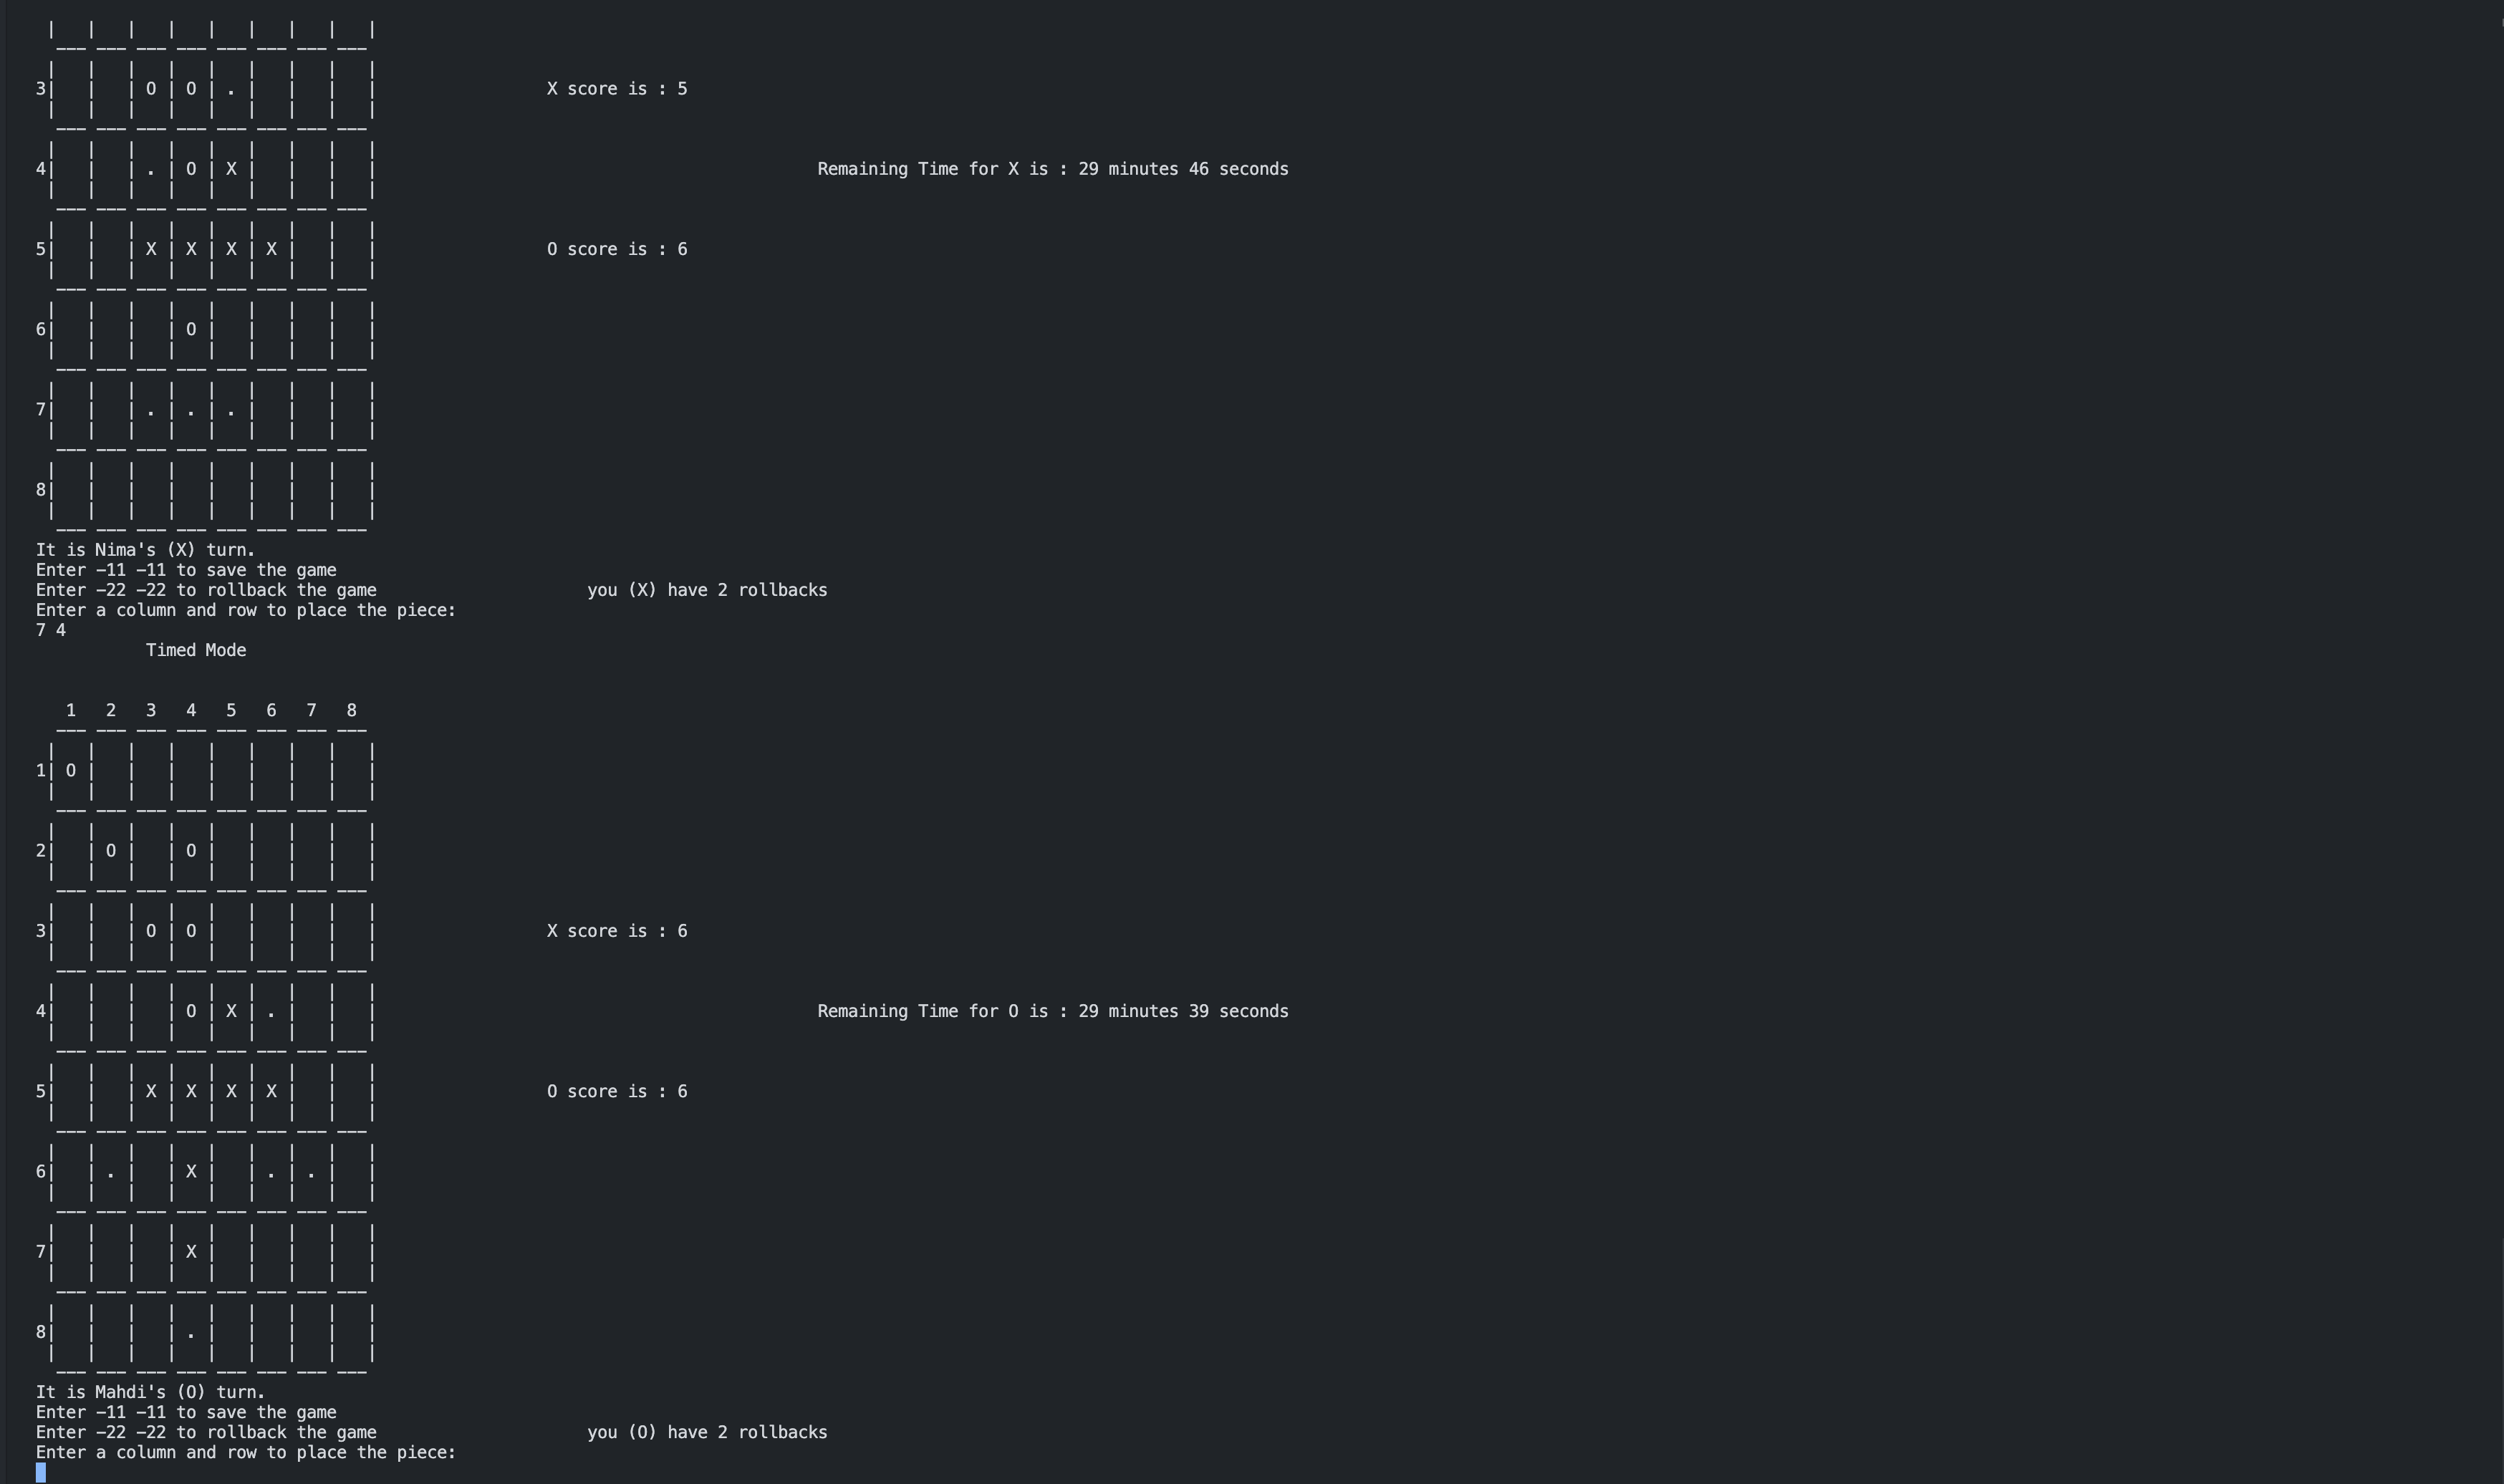 |   |   |   |   |   |   |   |   |
  --- --- --- --- --- --- --- ---
 |   |   |   |   |   |   |   |   |
3|   |   | O | O | . |   |   |   |                 X score is : 5
 |   |   |   |   |   |   |   |   |
  --- --- --- --- --- --- --- ---
 |   |   |   |   |   |   |   |   |
4|   |   | . | O | X |   |   |   |                                            Remaining Time for X is : 29 minutes 46 seconds
 |   |   |   |   |   |   |   |   |
  --- --- --- --- --- --- --- ---
 |   |   |   |   |   |   |   |   |
5|   |   | X | X | X | X |   |   |                 O score is : 6
 |   |   |   |   |   |   |   |   |
  --- --- --- --- --- --- --- ---
 |   |   |   |   |   |   |   |   |
6|   |   |   | O |   |   |   |   |
 |   |   |   |   |   |   |   |   |
  --- --- --- --- --- --- --- ---
 |   |   |   |   |   |   |   |   |
7|   |   | . | . | . |   |   |   |
 |   |   |   |   |   |   |   |   |
  --- --- --- --- --- --- --- ---
 |   |   |   |   |   |   |   |   |
8|   |   |   |   |   |   |   |   |
 |   |   |   |   |   |   |   |   |
  --- --- --- --- --- --- --- ---
It is Nima's (X) turn.
Enter -11 -11 to save the game
Enter -22 -22 to rollback the game                     you (X) have 2 rollbacks
Enter a column and row to place the piece:
7 4
           Timed Mode
   1   2   3   4   5   6   7   8
  --- --- --- --- --- --- --- ---
 |   |   |   |   |   |   |   |   |
1| O |   |   |   |   |   |   |   |
 |   |   |   |   |   |   |   |   |
  --- --- --- --- --- --- --- ---
 |   |   |   |   |   |   |   |   |
2|   | O |   | O |   |   |   |   |
 |   |   |   |   |   |   |   |   |
  --- --- --- --- --- --- --- ---
 |   |   |   |   |   |   |   |   |
3|   |   | O | O |   |   |   |   |                 X score is : 6
 |   |   |   |   |   |   |   |   |
  --- --- --- --- --- --- --- ---
 |   |   |   |   |   |   |   |   |
4|   |   |   | O | X | . |   |   |                                            Remaining Time for O is : 29 minutes 39 seconds
 |   |   |   |   |   |   |   |   |
  --- --- --- --- --- --- --- ---
 |   |   |   |   |   |   |   |   |
5|   |   | X | X | X | X |   |   |                 O score is : 6
 |   |   |   |   |   |   |   |   |
  --- --- --- --- --- --- --- ---
 |   |   |   |   |   |   |   |   |
6|   | . |   | X |   | . | . |   |
 |   |   |   |   |   |   |   |   |
  --- --- --- --- --- --- --- ---
 |   |   |   |   |   |   |   |   |
7|   |   |   | X |   |   |   |   |
 |   |   |   |   |   |   |   |   |
  --- --- --- --- --- --- --- ---
 |   |   |   |   |   |   |   |   |
8|   |   |   | . |   |   |   |   |
 |   |   |   |   |   |   |   |   |
  --- --- --- --- --- --- --- ---
It is Mahdi's (O) turn.
Enter -11 -11 to save the game
Enter -22 -22 to rollback the game                     you (O) have 2 rollbacks
Enter a column and row to place the piece: